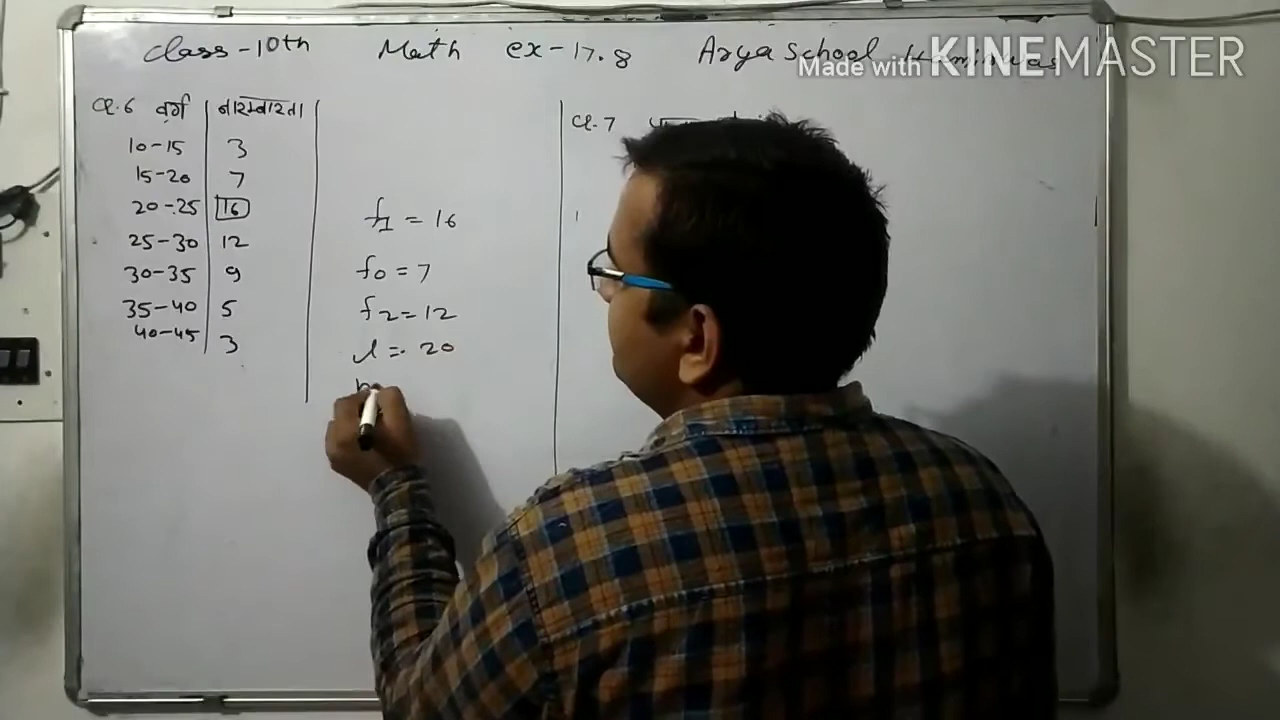 Class-10th Math ex-17.8 Arya School
Made with KINEMASTER
Q.6 वर्ग बारम्बारता
10-15 3
15-20 7
20-25 16
25-30 12
30-35 9
35-40 5
40-45 3
f1 = 16
f0 = 7
f2 = 12
l = 20
h
Q.7